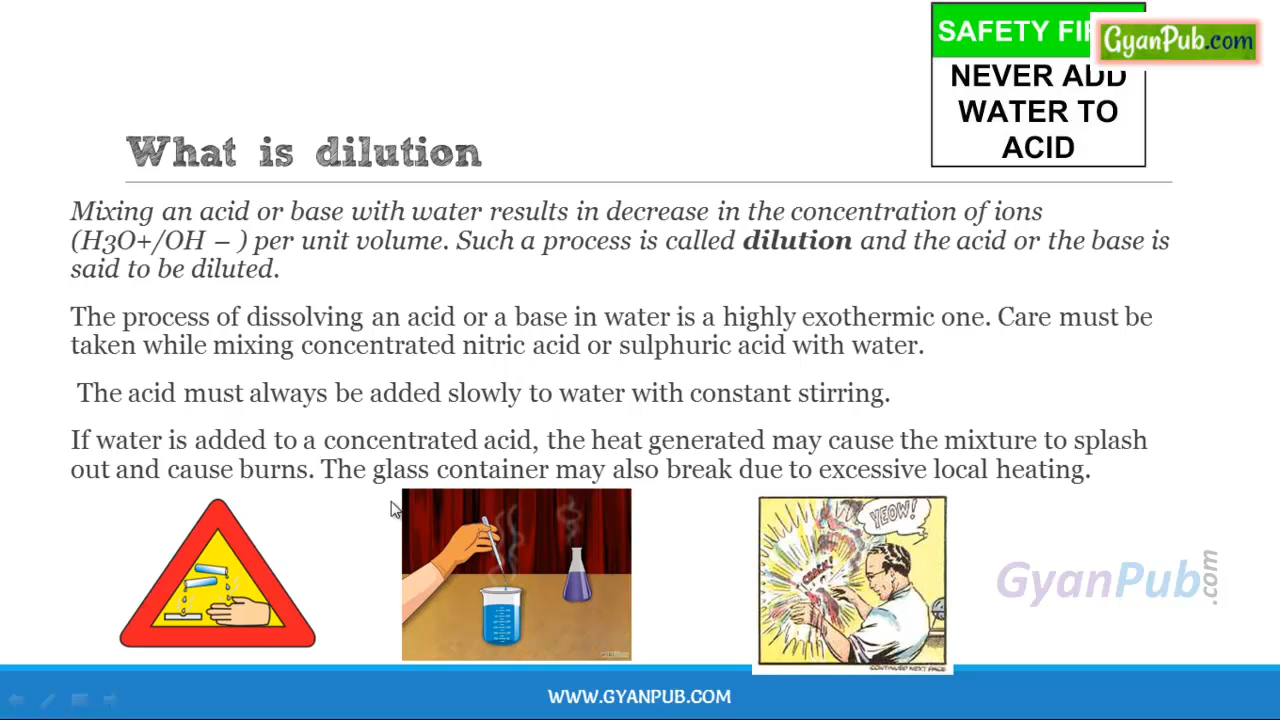 SAFETY
GyanPub.com
NEVER ADD
WATER TO
ACID
What is dilution
Mixing an acid or base with water results in decrease in the concentration of ions
(H3O+/OH – ) per unit volume. Such a process is called dilution and the acid or the base is
said to be diluted.
The process of dissolving an acid or a base in water is a highly exothermic one. Care must be
taken while mixing concentrated nitric acid or sulphuric acid with water.
The acid must always be added slowly to water with constant stirring.
If water is added to a concentrated acid, the heat generated may cause the mixture to splash
out and cause burns. The glass container may also break due to excessive local heating.
YEOW!
CRACK!
GyanPub.com
CONTINUED NEXT PAGE
WWW.GYANPUB.COM